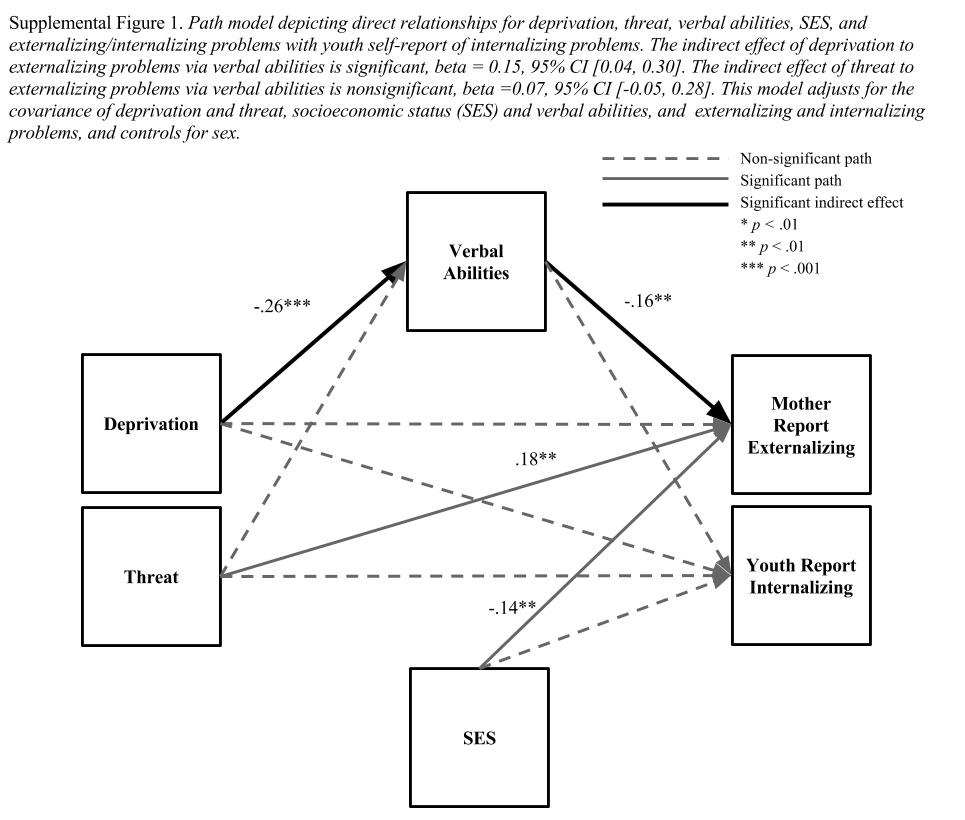 Supplemental Figure 1. Path model depicting direct relationships for deprivation, threat, verbal abilities, SES, and
externalizing/internalizing problems with youth self-report of internalizing problems. The indirect effect of deprivation to
externalizing problems via verbal abilities is significant, beta = 0.15, 95% CI [0.04, 0.30]. The indirect effect of threat to
externalizing problems via verbal abilities is nonsignificant, beta =0.07, 95% CI [-0.05, 0.28]. This model adjusts for the
covariance of deprivation and threat, socioeconomic status (SES) and verbal abilities, and externalizing and internalizing
problems, and controls for sex.
Non-significant path
Significant path
Significant indirect effect
* p < .01
** p < .01
*** p < .001
Verbal
Abilities
-.26***
-.16**
Deprivation
Mother
Report
Externalizing
.18**
Threat
Youth Report
Internalizing
-.14**
SES